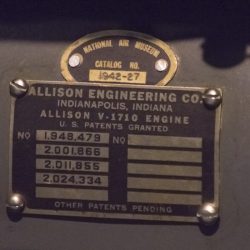 NATIONAL AIR MUSEUM
CATALOG NO.
1942-27
ALLISON ENGINEERING CO.
INDIANAPOLIS, INDIANA
ALLISON V-1710 ENGINE
U. S. PATENTS GRANTED
NO 1,948,479 NO
2,001,866
2,011,855
2,024,334
OTHER PATENTS PENDING